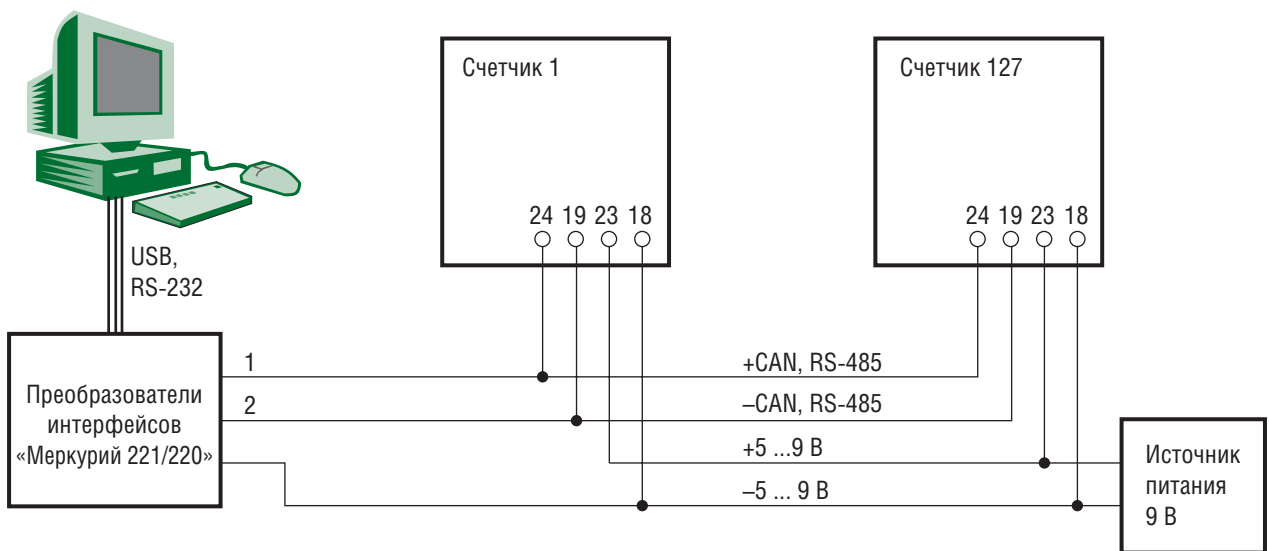 Счетчик 1
24 19 23 18
Счетчик 127
24 19 23 18
USB,
RS-232
Преобразователи
интерфейсов
«Меркурий 221/220»
1
2
+CAN, RS-485
–CAN, RS-485
+5 ...9 В
–5 ... 9 В
Источник
питания
9 В